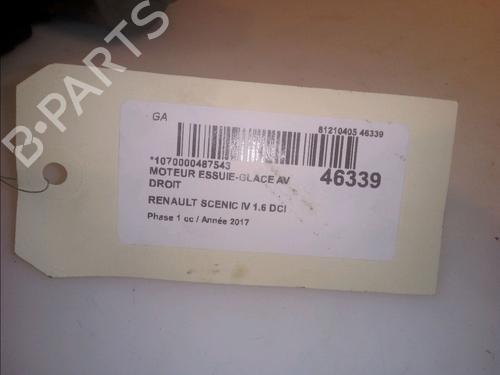 GA
81210405 46339
*1070000487543
MOTEUR ESSUIE-GLACE AV
DROIT
46339
RENAULT SCENIC IV 1.6 DCI
Phase 1 cc / Année 2017
B-PARTS